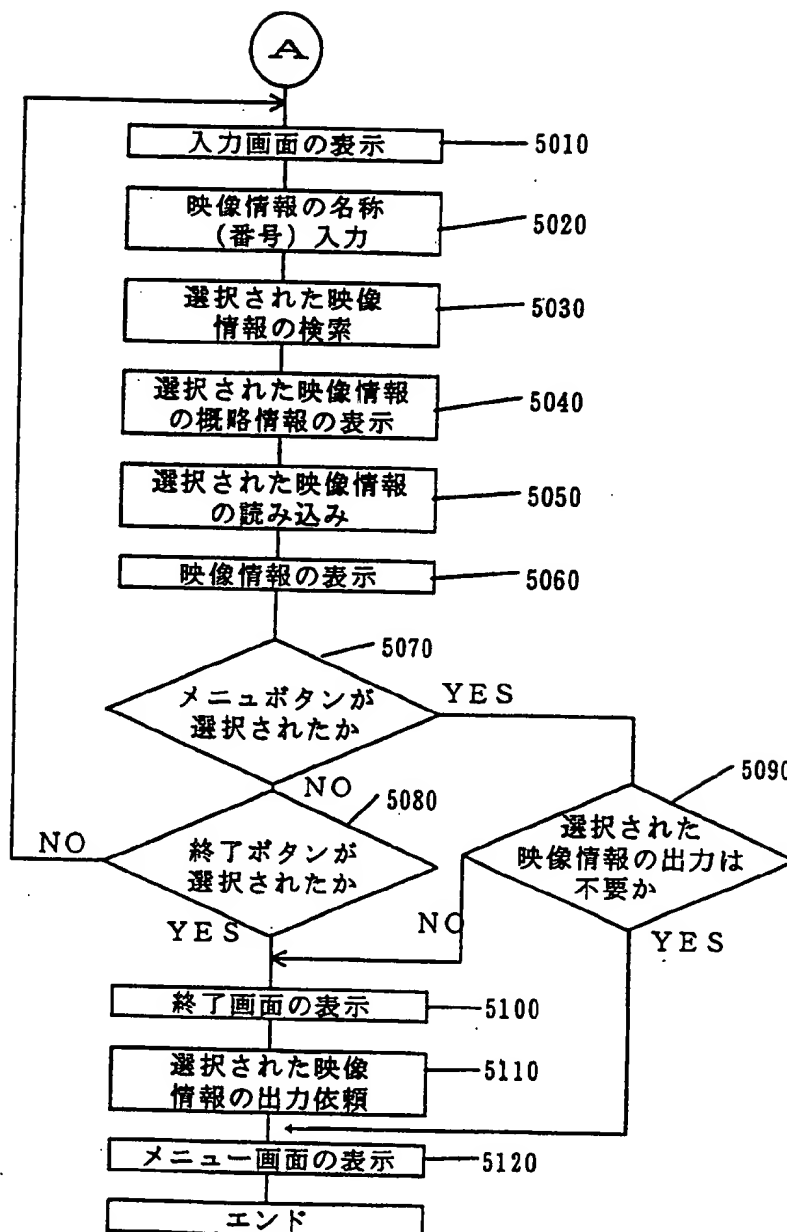 A
入力画面の表示
5010
映像情報の名称
（番号）入力
5020
選択された映像
情報の検索
5030
選択された映像情報
の概略情報の表示
5040
選択された映像情報
の読み込み
5050
映像情報の表示
5060
5070
メニュボタンが
選択されたか
YES
NO
5080
終了ボタンが
選択されたか
NO
YES
5090
選択された
映像情報の出力は
不要か
NO
YES
終了画面の表示
5100
選択された映像
情報の出力依頼
5110
メニュー画面の表示
5120
エンド